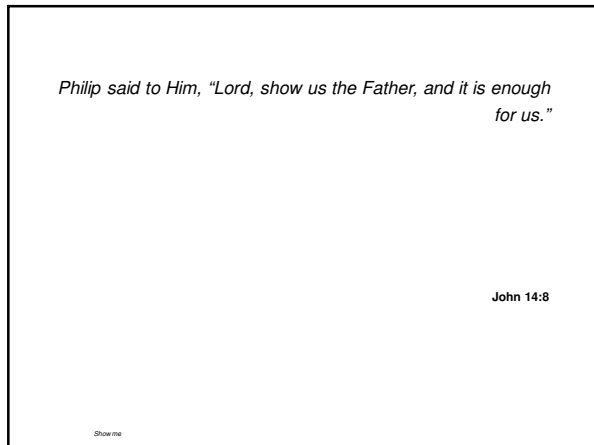 Philip said to Him, “Lord, show us the Father, and it is enough
for us.”
John 14:8
Show me